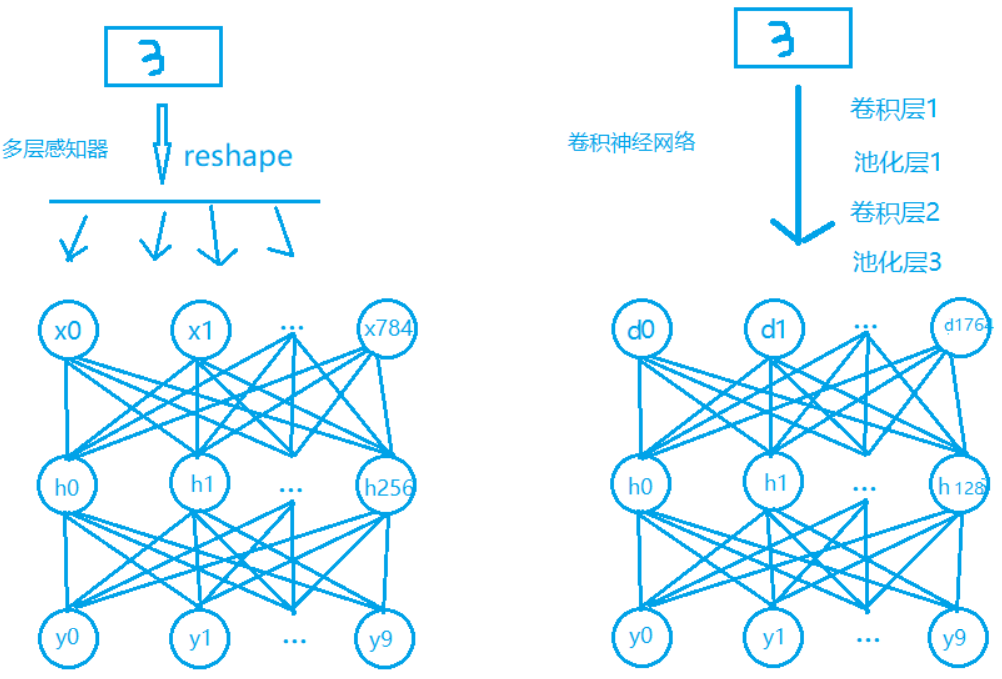 3
多层感知器
reshape
x0 x1 ... x784
h0 h1 ... h256
y0 y1 ... y9
3
卷积神经网络
卷积层1
池化层1
卷积层2
池化层3
d0 d1 ... d1764
h0 h1 ... h 128
y0 y1 ... y9